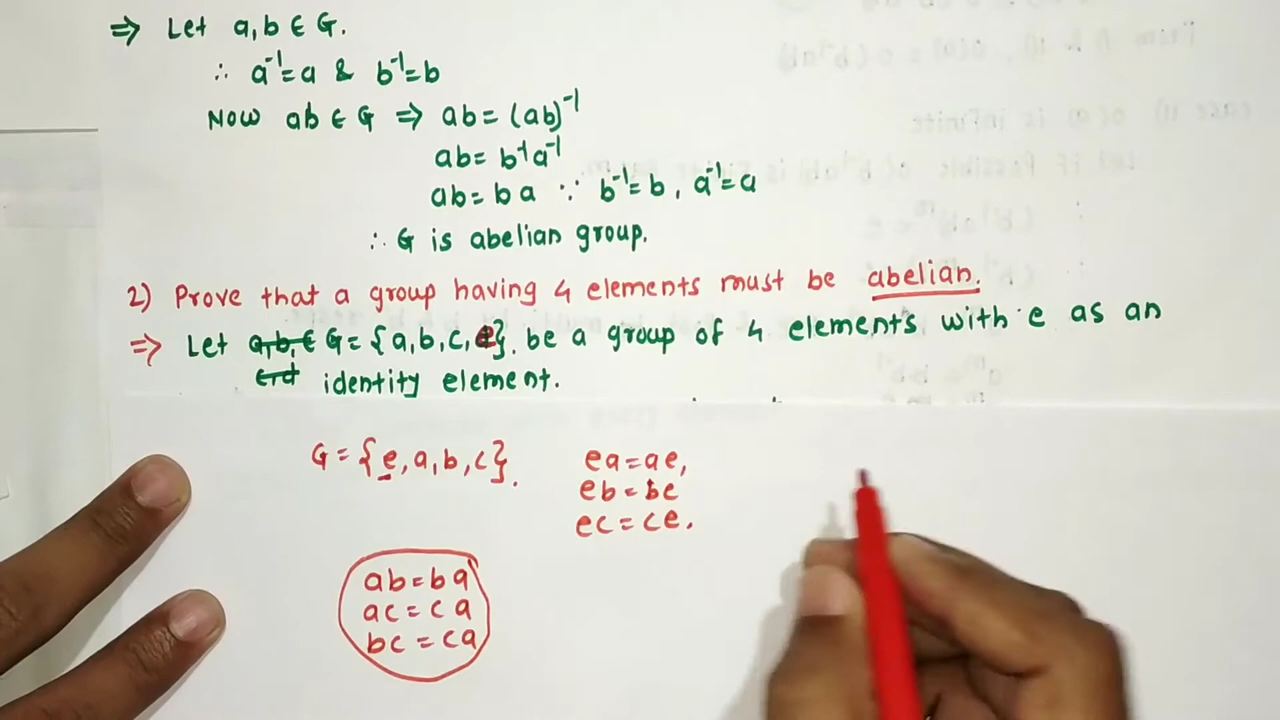 ⇒ Let a,b ∈ G.
∴ a⁻¹=a & b⁻¹=b
Now ab ∈ G ⇒ ab = (ab)⁻¹
ab = b⁻¹a⁻¹
ab = b a ∵ b⁻¹=b, a⁻¹=a
∴ G is abelian group.
2) Prove that a group having 4 elements must be abelian.
⇒ Let a,b, ∈ G = {a,b,c,e}. be a group of 4 elements with e as an
identity element.
G = {e,a,b,c}.
ea=ae,
eb=be
ec=ce.
ab=ba
ac=ca
bc=ca